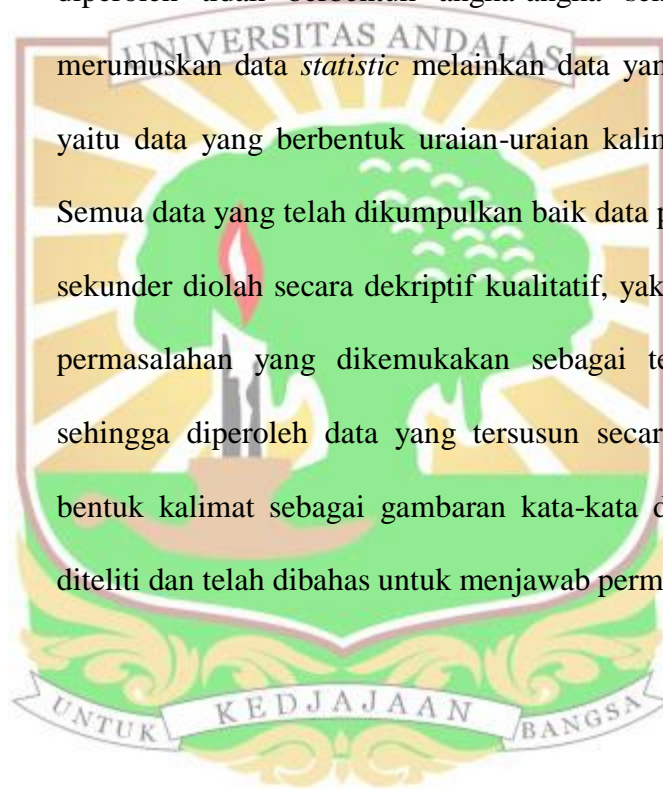 diperoleh tidak berbentuk angka-angka
UNIVERSITAS ANDALAS
merumuskan data statistic melainkan data yan
yaitu data yang berbentuk uraian-uraian kalin
Semua data yang telah dikumpulkan baik data p
sekunder diolah secara dekriptif kualitatif, yak
permasalahan yang dikemukakan sebagai te
sehingga diperoleh data yang tersusun secar
bentuk kalimat sebagai gambaran kata-kata d
diteliti dan telah dibahas untuk menjawab perm
UNTUK KEDJAJAAN BANGSA